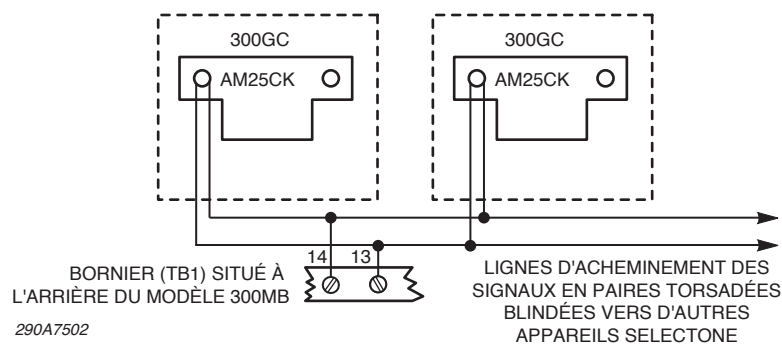 300GC
AM25CK
300GC
AM25CK
14 13
BORNIER (TB1) SITUÉ À
L'ARRIÈRE DU MODÈLE 300MB
LIGNES D'ACHEMINEMENT DES
SIGNAUX EN PAIRES TORSADÉES
BLINDÉES VERS D'AUTRES
APPAREILS SELECTONE
290A7502